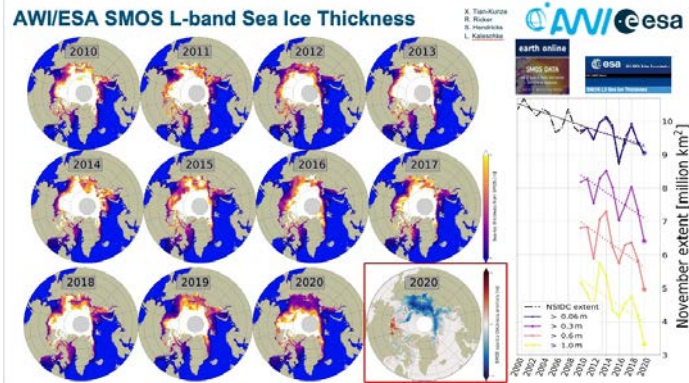 AWI/ESA SMOS L-band Sea Ice Thickness
X. Tian-Kunze
R. Ricker
S. Hendricks
L. Kaleschke
AWI esa
earth online
SMOS DATA
esa
2010
2011
2012
2013
2014
2015
2016
2017
2018
2019
2020
2020
November extent [million km²]
10
9
8
7
6
5
4
3
NSIDC extent
> 0.06 m
> 0.3 m
> 0.6 m
> 1.0 m
2000
2002
2004
2006
2008
2010
2012
2014
2016
2018
2020